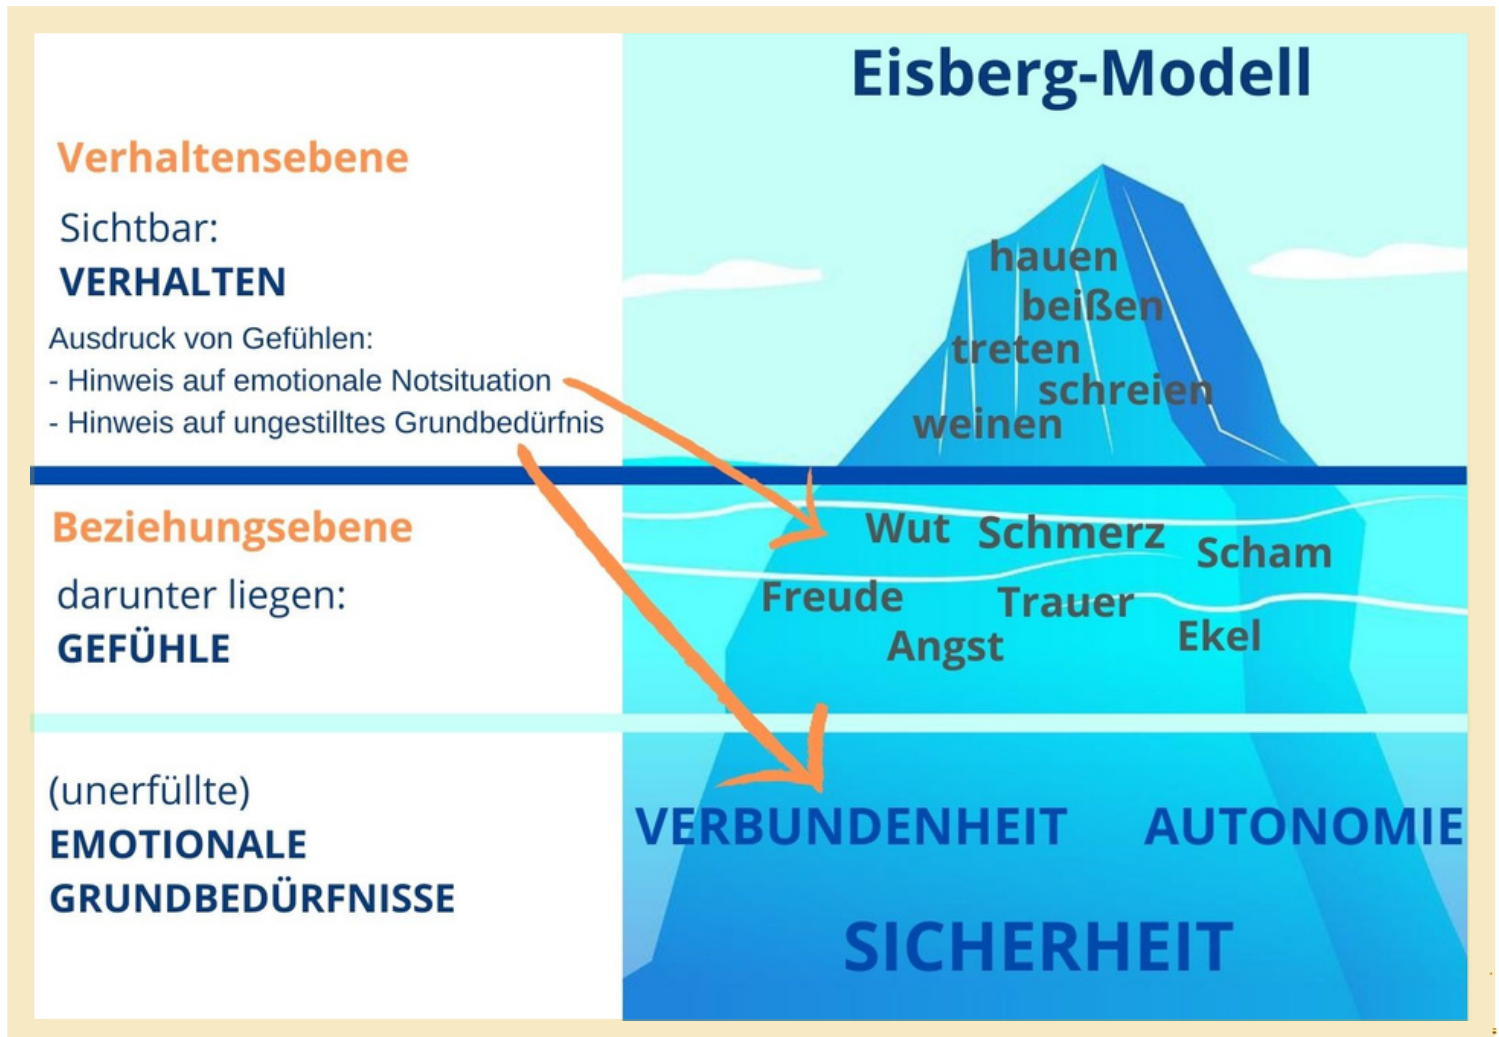 Eisberg-Modell
Verhaltensebene
Sichtbar:
VERHALTEN
Ausdruck von Gefühlen:
- Hinweis auf emotionale Notsituation
- Hinweis auf ungestilltes Grundbedürfnis
hauen
beißen
treten
schreien
weinen
Beziehungsebene
darunter liegen:
GEFÜHLE
Wut Schmerz
Scham
Freude
Trauer
Angst
Ekel
(unerfüllte)
EMOTIONALE
GRUNDBEDÜRFNISSE
VERBUNDENHEIT AUTONOMIE
SICHERHEIT